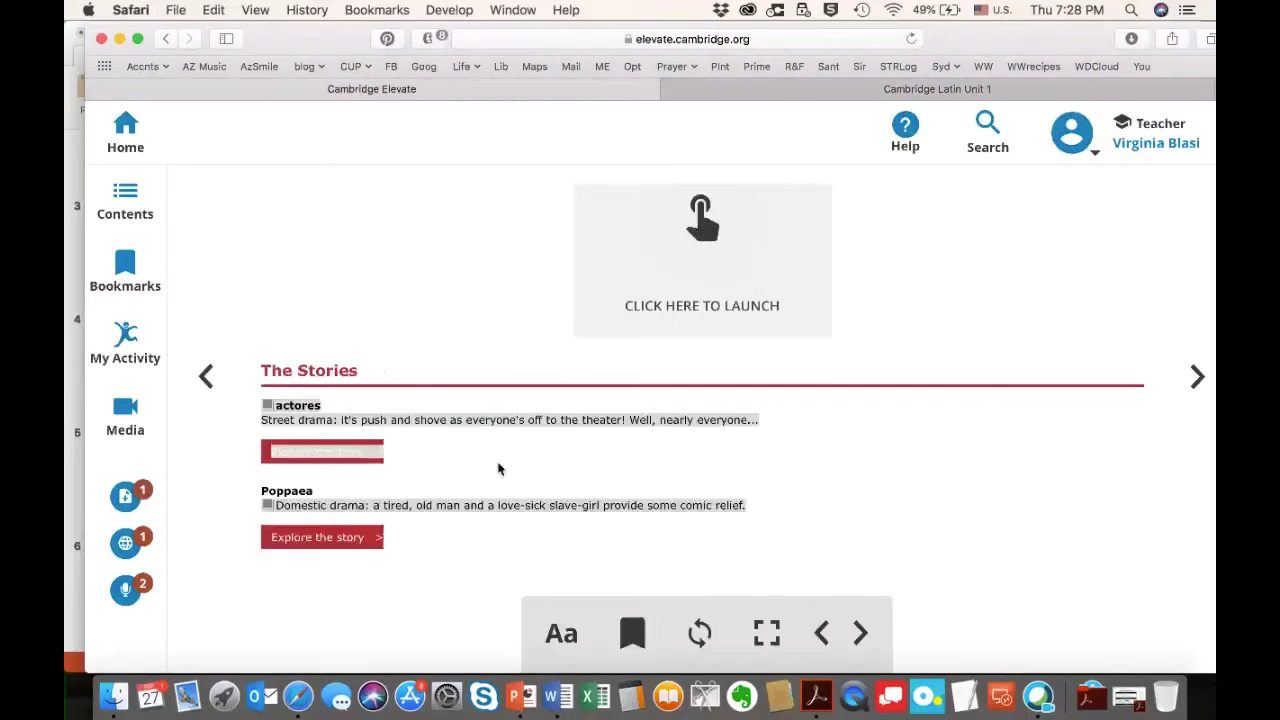 Safari File Edit View History Bookmarks Develop Window Help 49% U.S. Thu 7:28 PM
8 elevate.cambridge.org
Accnts AZ Music AzSmile blog CUP FB Goog Life Lib Maps Mail ME Opt Prayer Pint Prime R&F Sant Sir STRLog Syd WW WWrecipes WDCloud You
Cambridge Elevate Cambridge Latin Unit 1
Home Help Search Teacher
Virginia Blasi
Contents
Bookmarks
My Activity
Media
1
1
2
3
4
5
6
CLICK HERE TO LAUNCH
The Stories
actores
Street drama: it's push and shove as everyone's off to the theater! Well, nearly everyone...
Poppaea
Domestic drama: a tired, old man and a love-sick slave-girl provide some comic relief.
Explore the story >
Aa
27